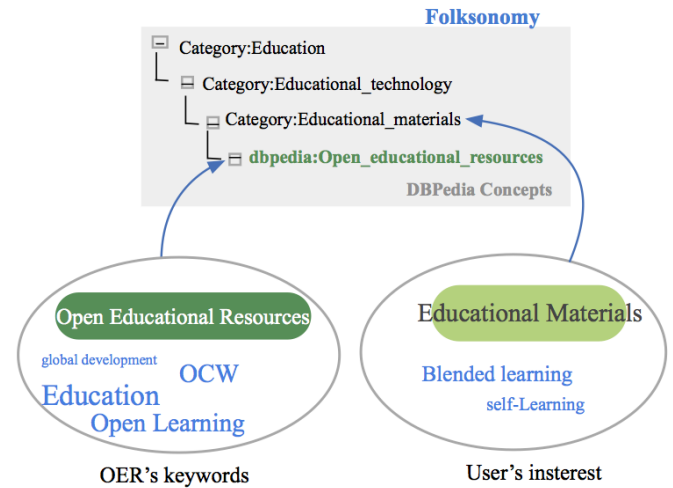 Folksonomy
Category:Education
Category:Educational_technology
Category:Educational_materials
dbpedia:Open_educational_resources
DBPedia Concepts
Open Educational Resources
global development
OCW
Education
Open Learning
OER's keywords
Educational Materials
Blended learning
self-Learning
User's insterest